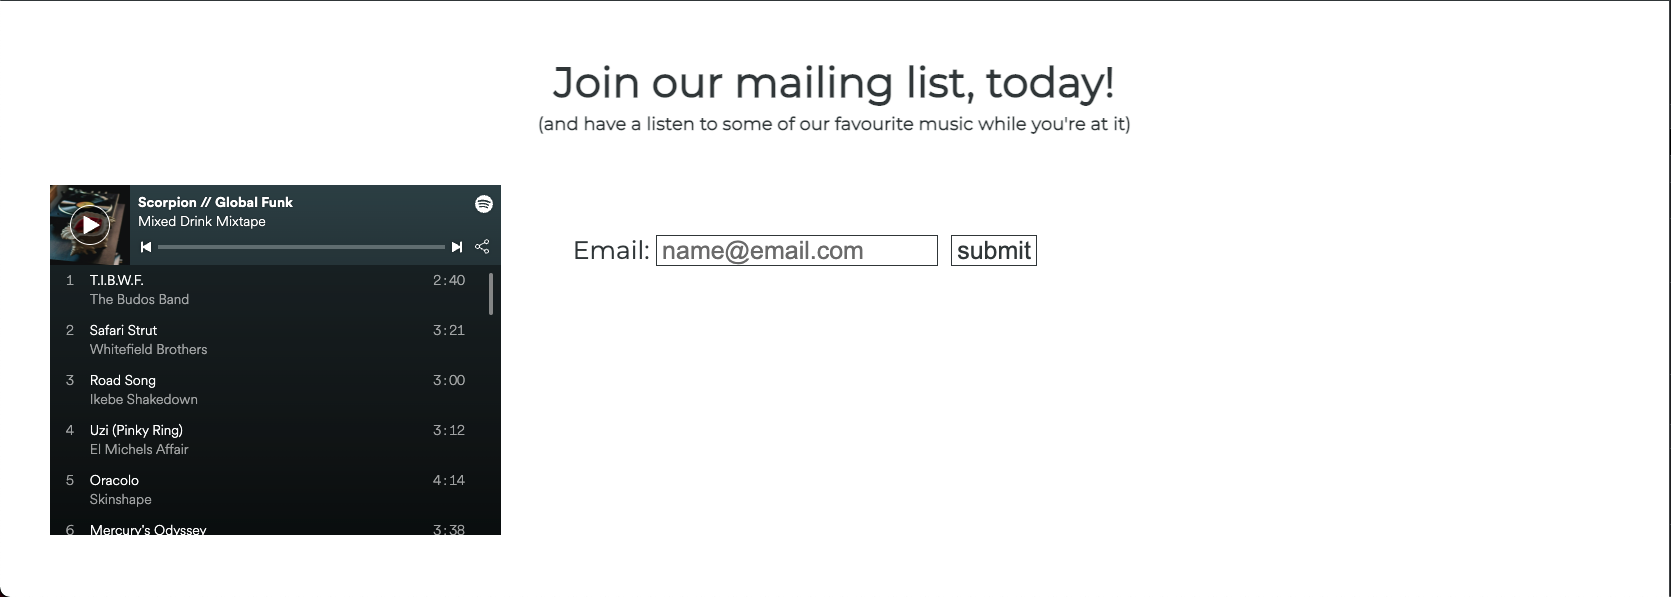 Join our mailing list, today!
(and have a listen to some of our favourite music while you're at it)
Scorpion // Global Funk
Mixed Drink Mixtape
1 T.I.B.W.F. 2:40
The Budos Band
2 Safari Strut 3:21
Whitefield Brothers
3 Road Song 3:00
Ikebe Shakedown
4 Uzi (Pinky Ring) 3:12
El Michels Affair
5 Oracolo 4:14
Skinshape
6 Mercury's Odyssey 3:38
Email: name@email.com submit